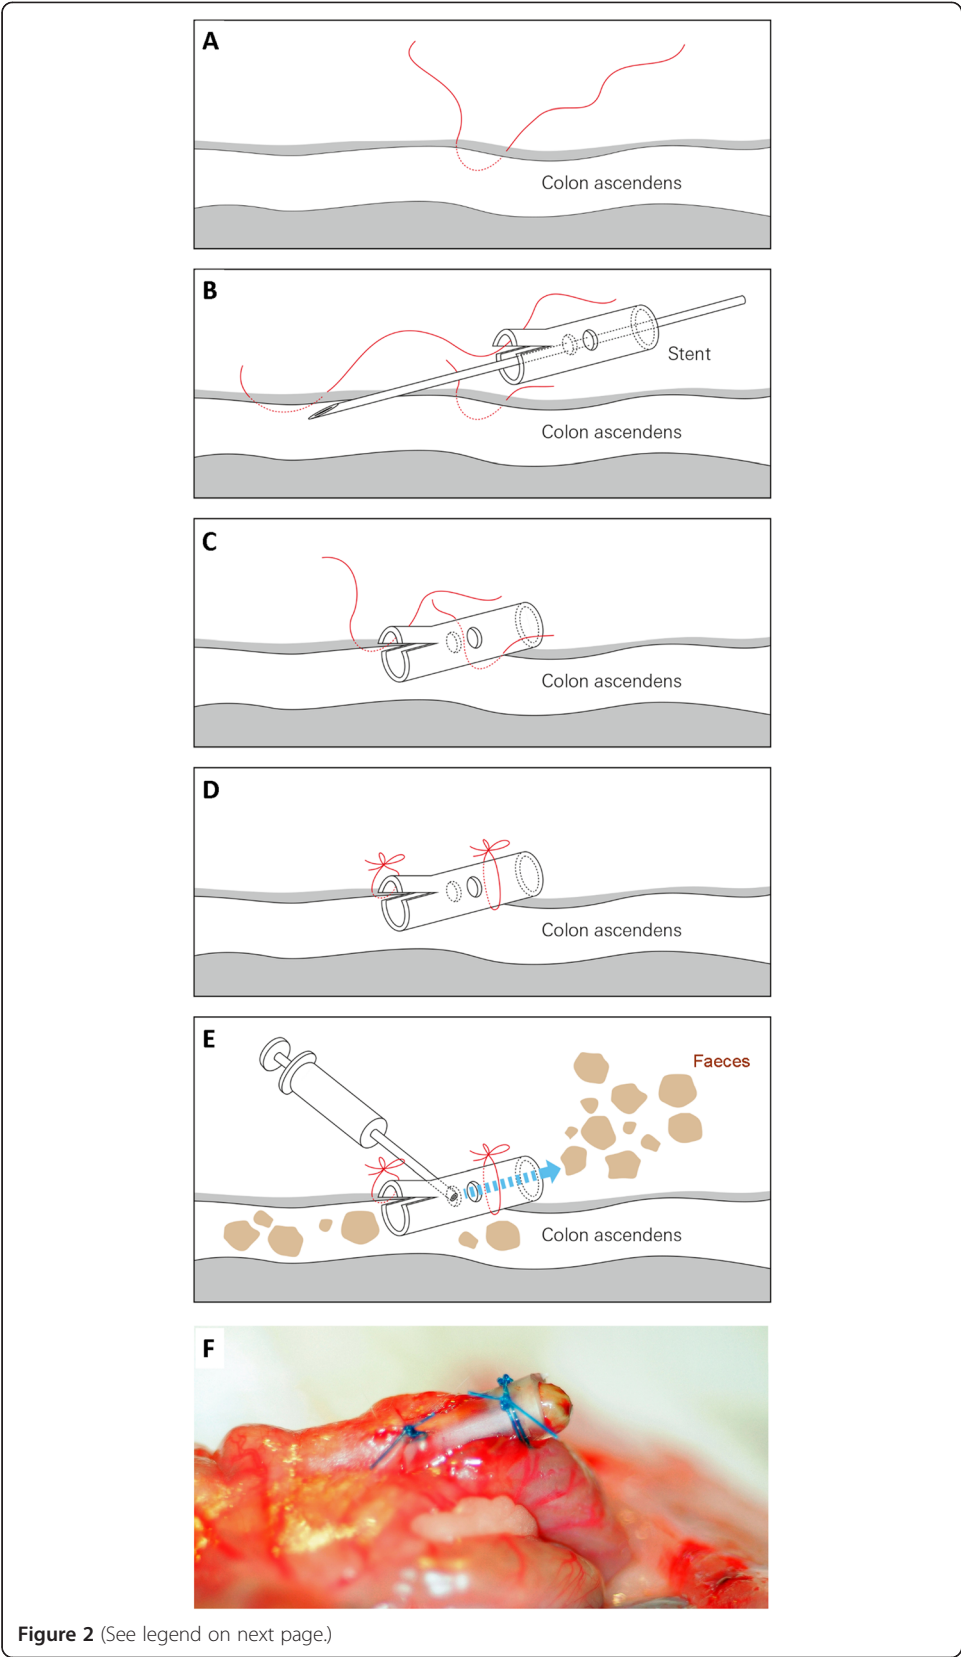 A
Colon ascendens
B
Stent
Colon ascendens
C
Colon ascendens
D
Colon ascendens
E
Faeces
Colon ascendens
F
Figure 2 (See legend on next page.)